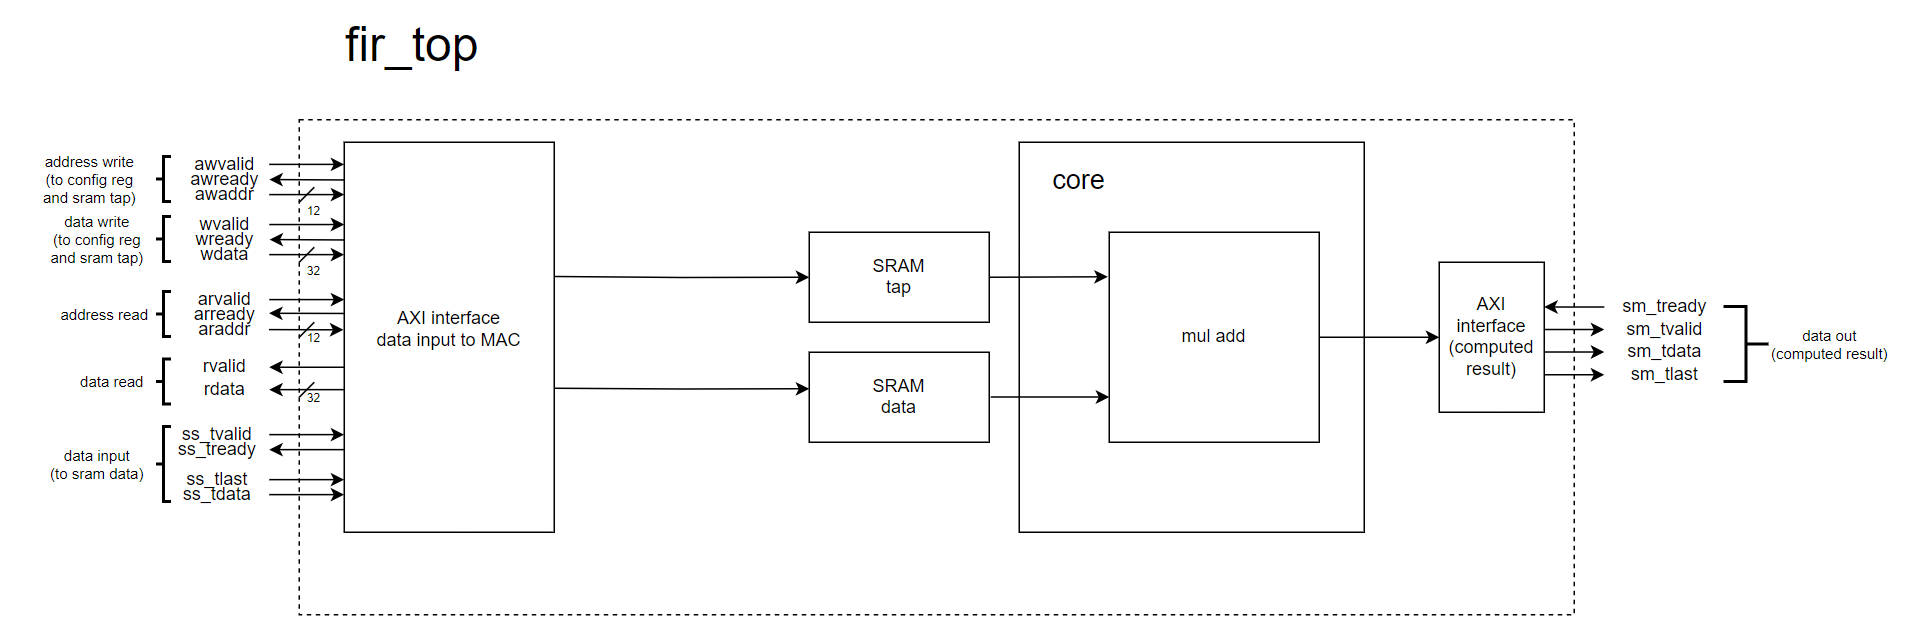 fir_top
address write
(to config reg
and sram tap)
awvalid
awready
awaddr
12
data write
(to config reg
and sram tap)
wvalid
wready
wdata
32
address read
arvalid
arready
araddr
12
data read
rvalid
rdata
32
data input
(to sram data)
ss_tvalid
ss_tready
ss_tlast
ss_tdata
AXI interface
data input to MAC
SRAM
tap
SRAM
data
core
mul add
AXI
interface
(computed
result)
sm_tready
sm_tvalid
sm_tdata
sm_tlast
data out
(computed result)